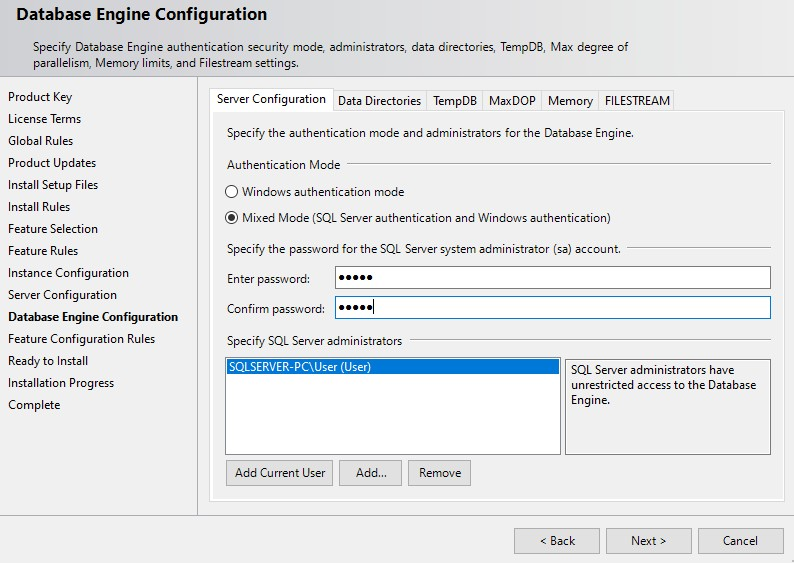 Database Engine Configuration
Specify Database Engine authentication security mode, administrators, data directories, TempDB, Max degree of
parallelism, Memory limits, and Filestream settings.
Product Key
License Terms
Global Rules
Product Updates
Install Setup Files
Install Rules
Feature Selection
Feature Rules
Instance Configuration
Server Configuration
Database Engine Configuration
Feature Configuration Rules
Ready to Install
Installation Progress
Complete
Server Configuration Data Directories TempDB MaxDOP Memory FILESTREAM
Specify the authentication mode and administrators for the Database Engine.
Authentication Mode
Windows authentication mode
Mixed Mode (SQL Server authentication and Windows authentication)
Specify the password for the SQL Server system administrator (sa) account.
Enter password: •••••
Confirm password: •••••
Specify SQL Server administrators
SQLSERVER-PC\User (User)
SQL Server administrators have
unrestricted access to the Database
Engine.
Add Current User Add... Remove
< Back Next > Cancel